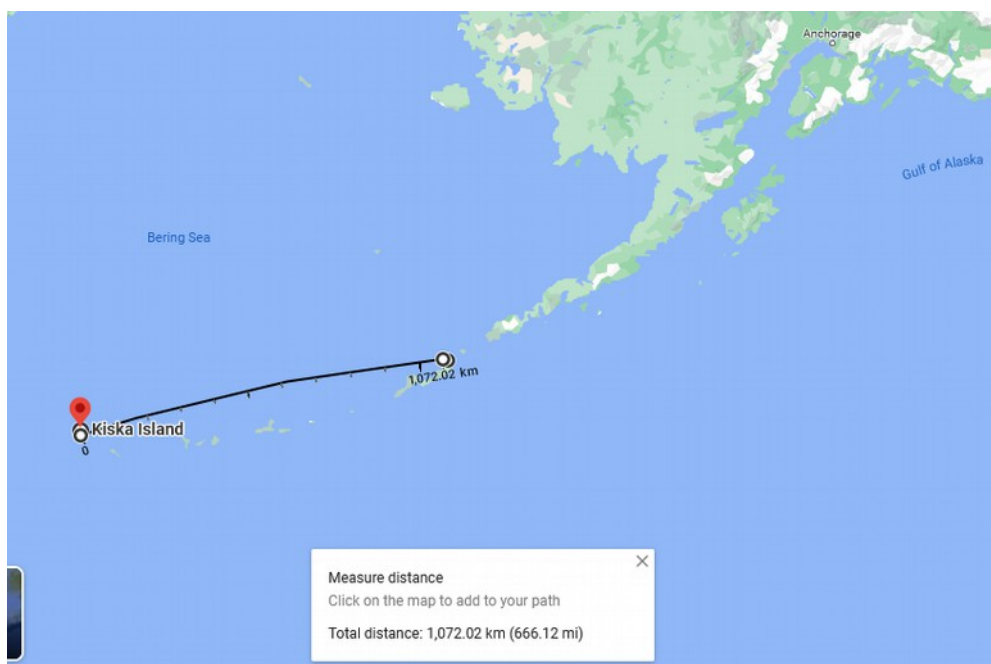 Anchorage
Gulf of Alaska
Bering Sea
1,072.02 km
Kiska Island
0
Measure distance
Click on the map to add to your path
Total distance: 1,072.02 km (666.12 mi)